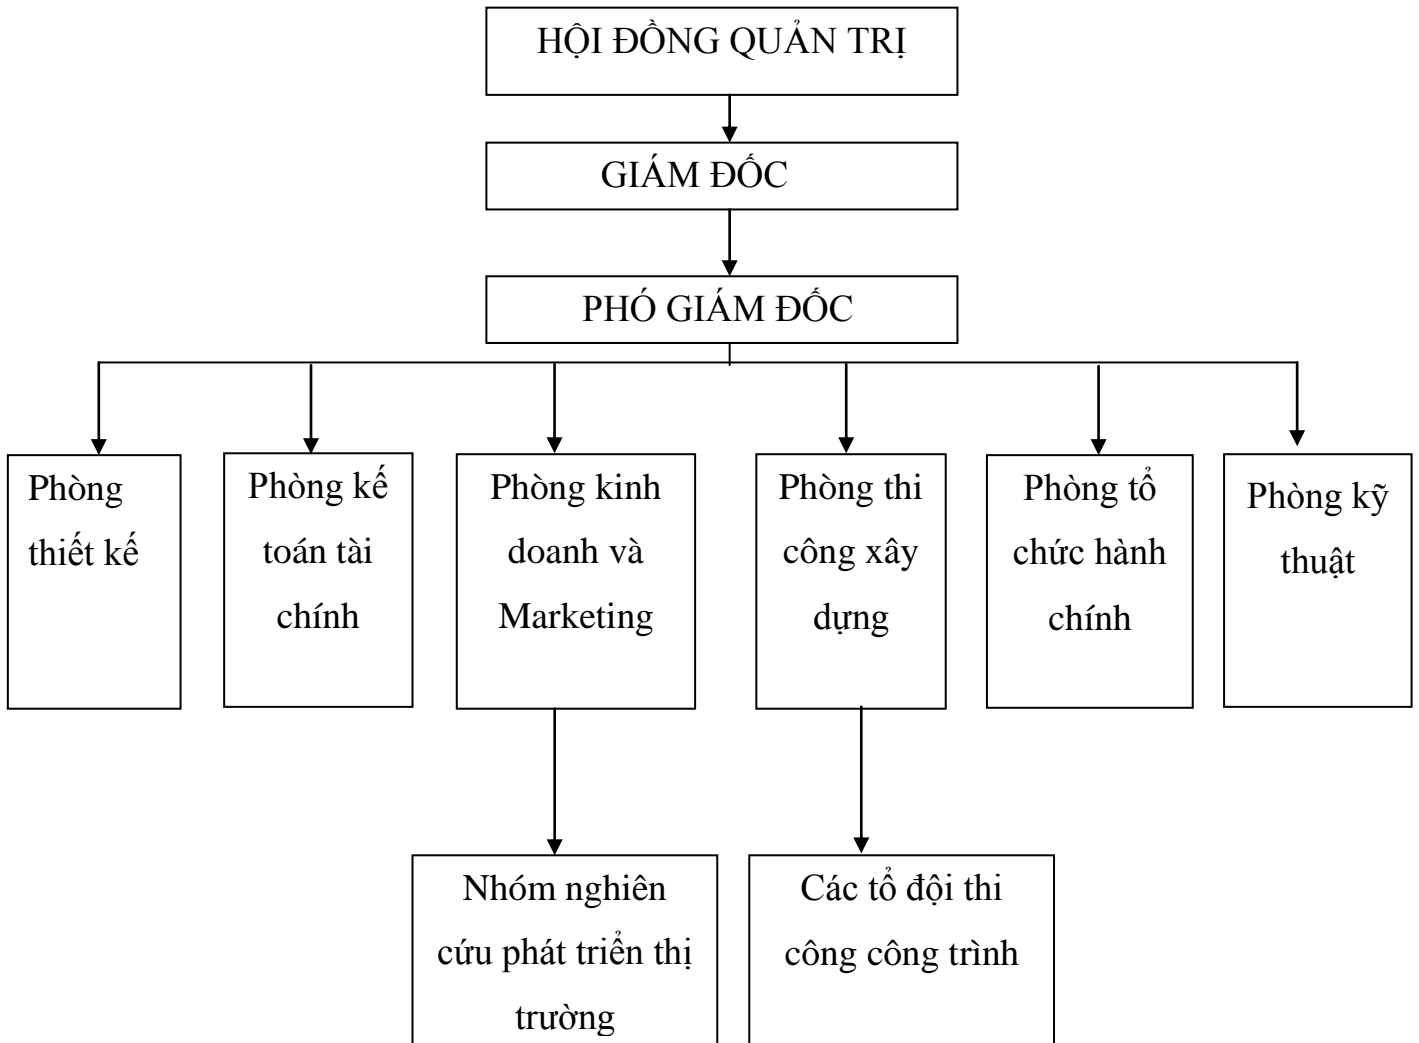 HỘI ĐỒNG QUẢN TRỊ
GIÁM ĐỐC
PHÓ GIÁM ĐỐC
Phòng
thiết kế
Phòng kế
toán tài
chính
Phòng kinh
doanh và
Marketing
Phòng thi
công xây
dựng
Phòng tổ
chức hành
chính
Phòng kỹ
thuật
Nhóm nghiên
cứu phát triển thị
trường
Các tổ đội thi
công công trình